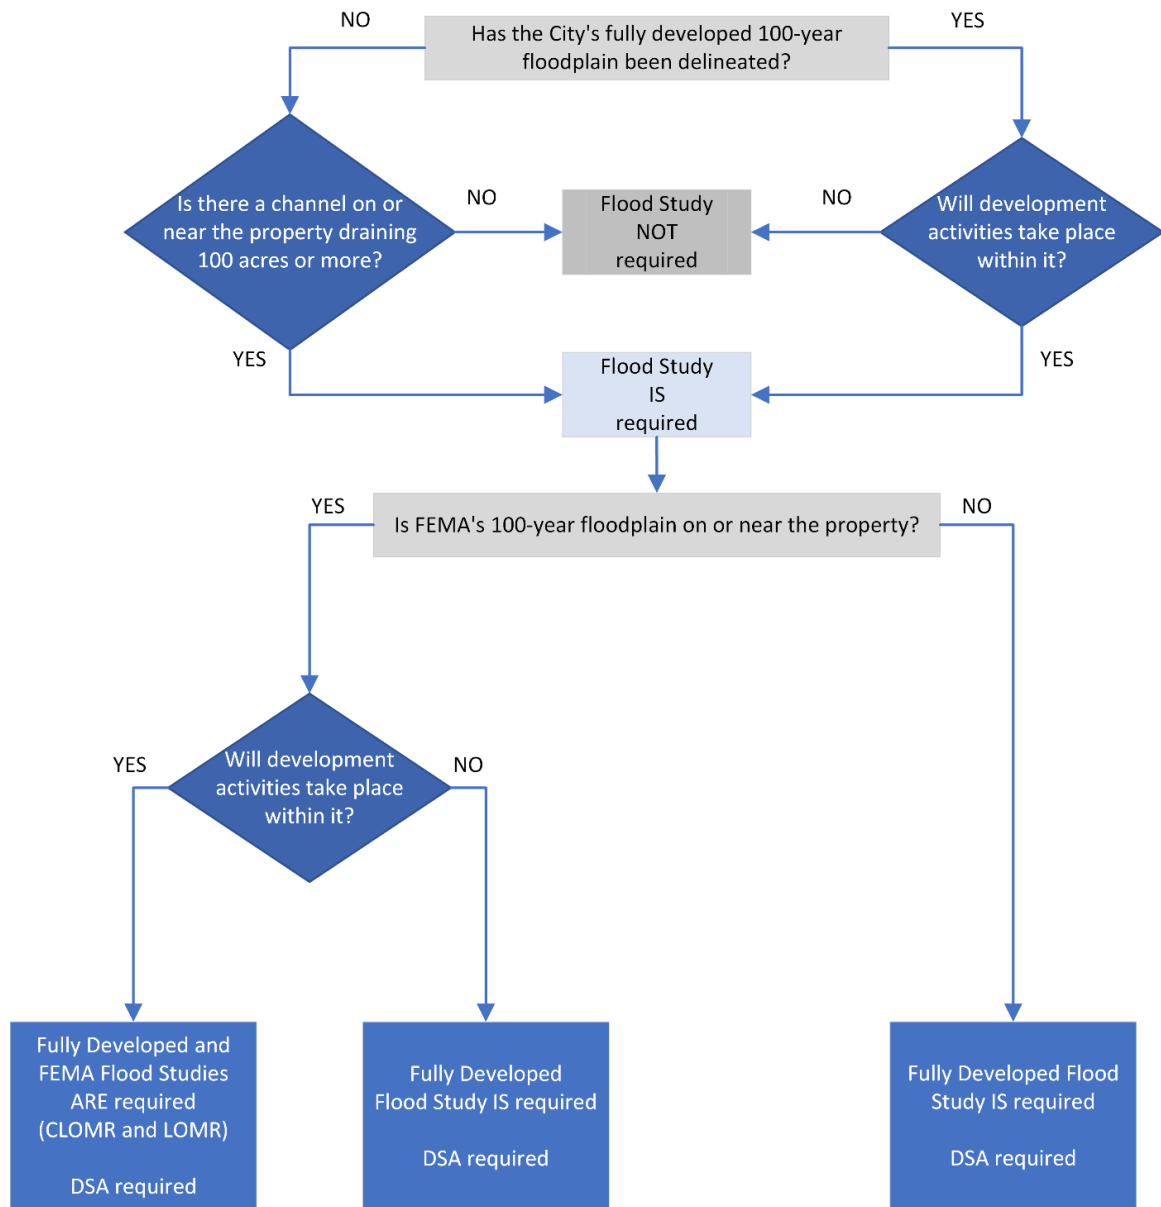 NO
Has the City's fully developed 100-year
floodplain been delineated?
YES
Is there a channel on or
near the property draining
100 acres or more?
NO
Flood Study
NOT
required
NO
Will development
activities take place
within it?
YES
Flood Study
IS
required
YES
YES
Is FEMA's 100-year floodplain on or near the property?
NO
YES
Will development
activities take place
within it?
NO
Fully Developed and
FEMA Flood Studies
ARE required
(CLOMR and LOMR)
DSA required
Fully Developed
Flood Study IS required
DSA required
Fully Developed Flood
Study IS required
DSA required